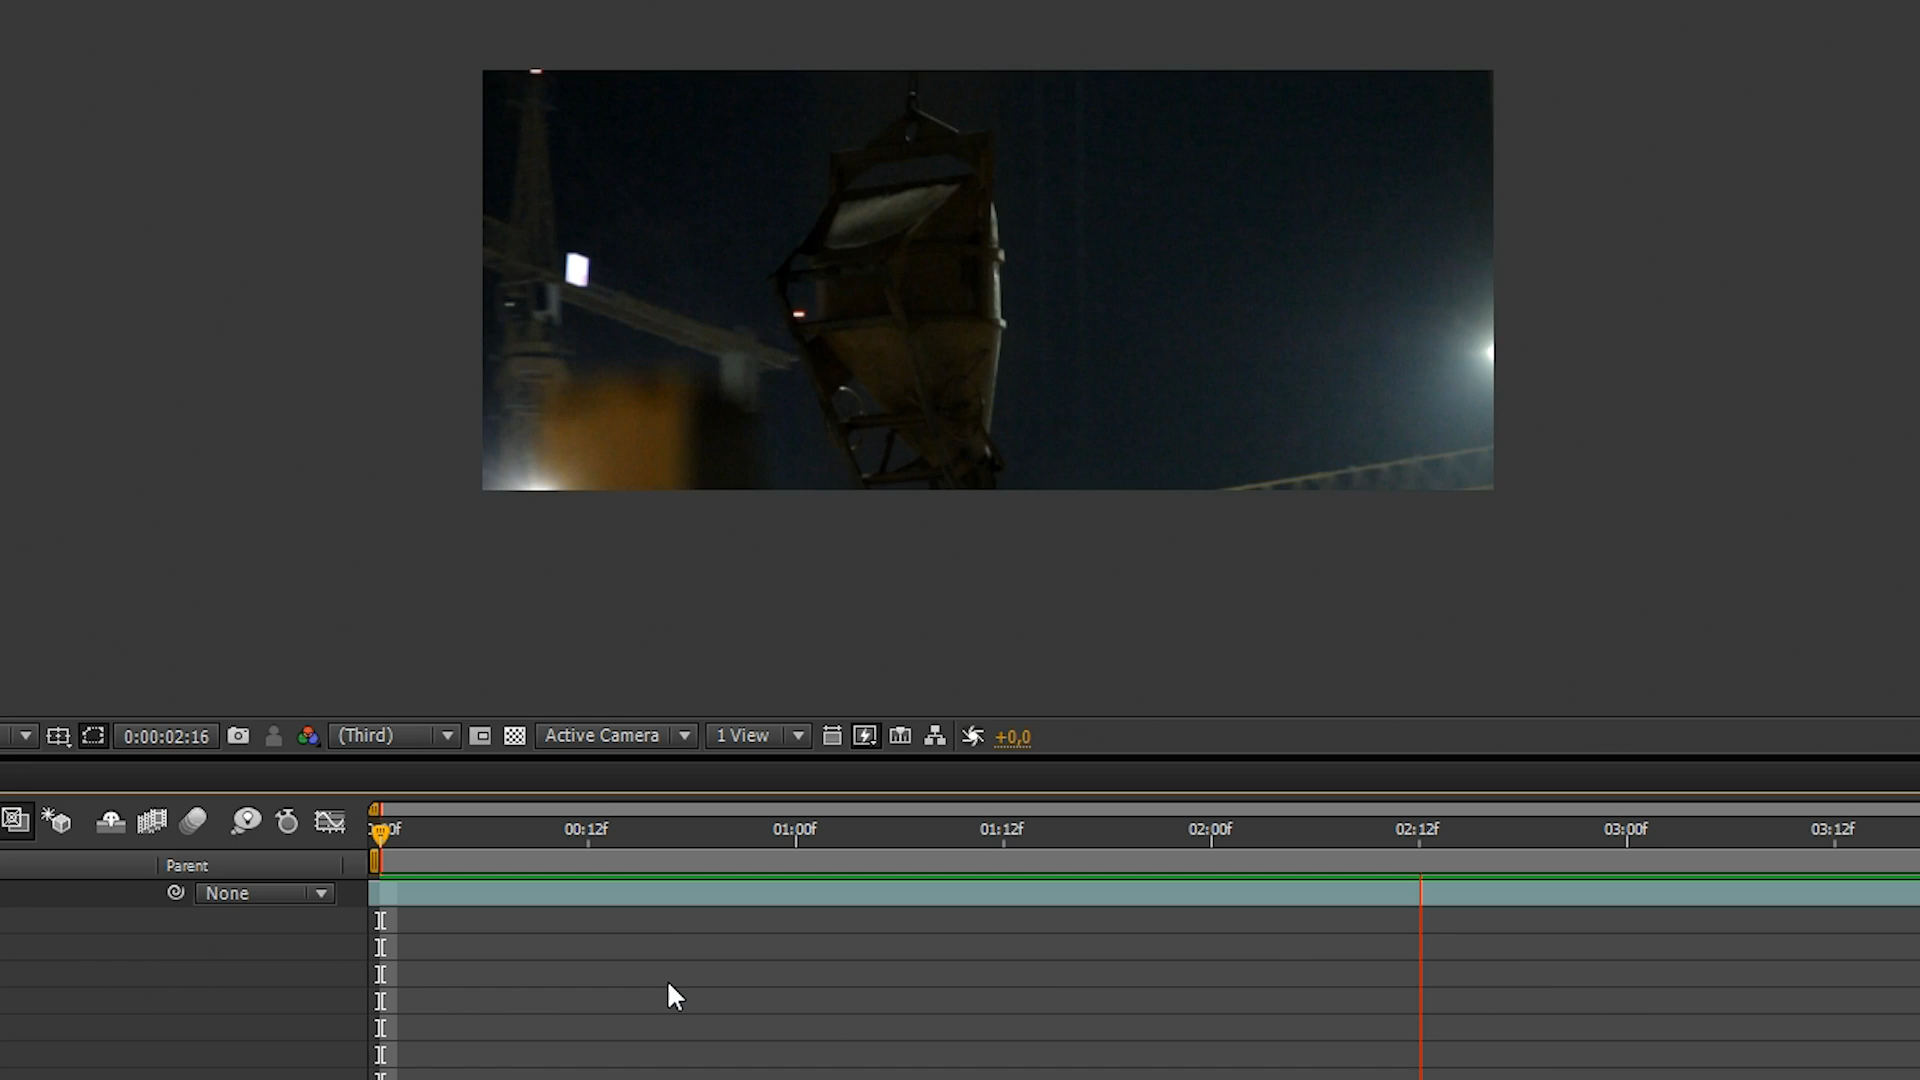 0:00:02:16 (Third) Active Camera 1 View +0,0
00:12f 01:00f 01:12f 02:00f 02:12f 03:00f 03:12f
Parent
None